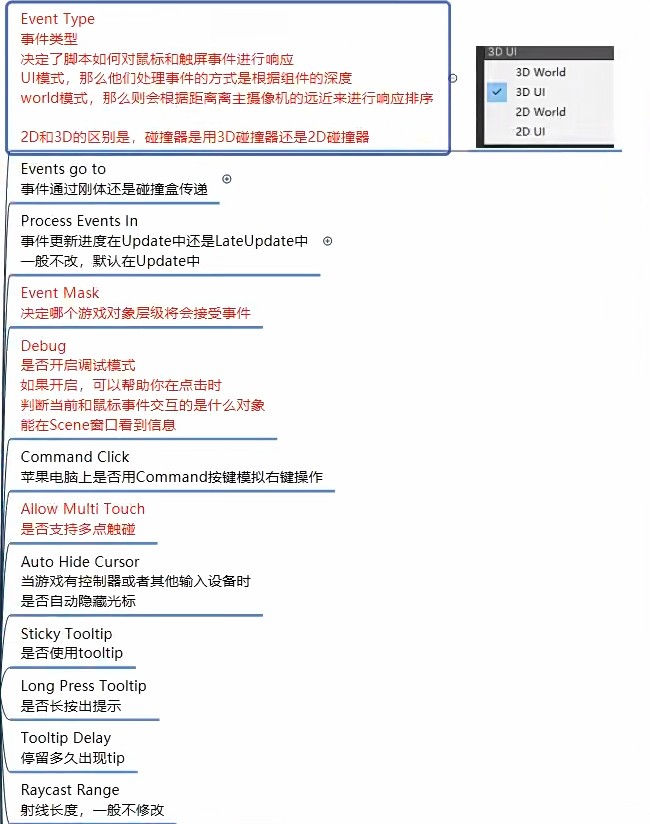 Event Type
事件类型
决定了脚本如何对鼠标和触屏事件进行响应
UI模式，那么他们处理事件的方式是根据组件的深度
world模式，那么则会根据距离离主摄像机的远近来进行响应排序
2D和3D的区别是，碰撞器是用3D碰撞器还是2D碰撞器
3D UI
3D World
3D UI
2D World
2D UI
Events go to
事件通过刚体还是碰撞盒传递
Process Events In
事件更新进度在Update中还是LateUpdate中
一般不改，默认在Update中
Event Mask
决定哪个游戏对象层级将会接受事件
Debug
是否开启调试模式
如果开启，可以帮助你在点击时
判断当前和鼠标事件交互的是什么对象
能在Scene窗口看到信息
Command Click
苹果电脑上是否用Command按键模拟右键操作
Allow Multi Touch
是否支持多点触碰
Auto Hide Cursor
当游戏有控制器或者其他输入设备时
是否自动隐藏光标
Sticky Tooltip
是否使用tooltip
Long Press Tooltip
是否长按出提示
Tooltip Delay
停留多久出现tip
Raycast Range
射线长度，一般不修改